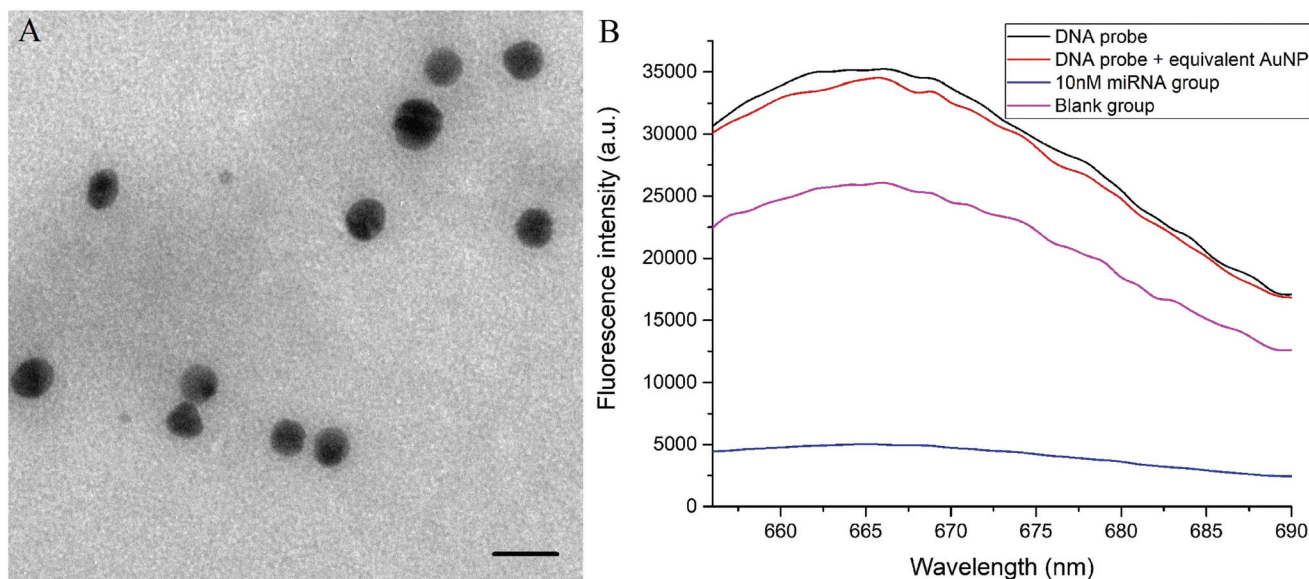 A
B
DNA probe
DNA probe + equivalent AuNP
10nM miRNA group
Blank group
35000
30000
25000
20000
15000
10000
5000
0
Fluorescence intensity (a.u.)
660 665 670 675 680 685 690
Wavelength (nm)